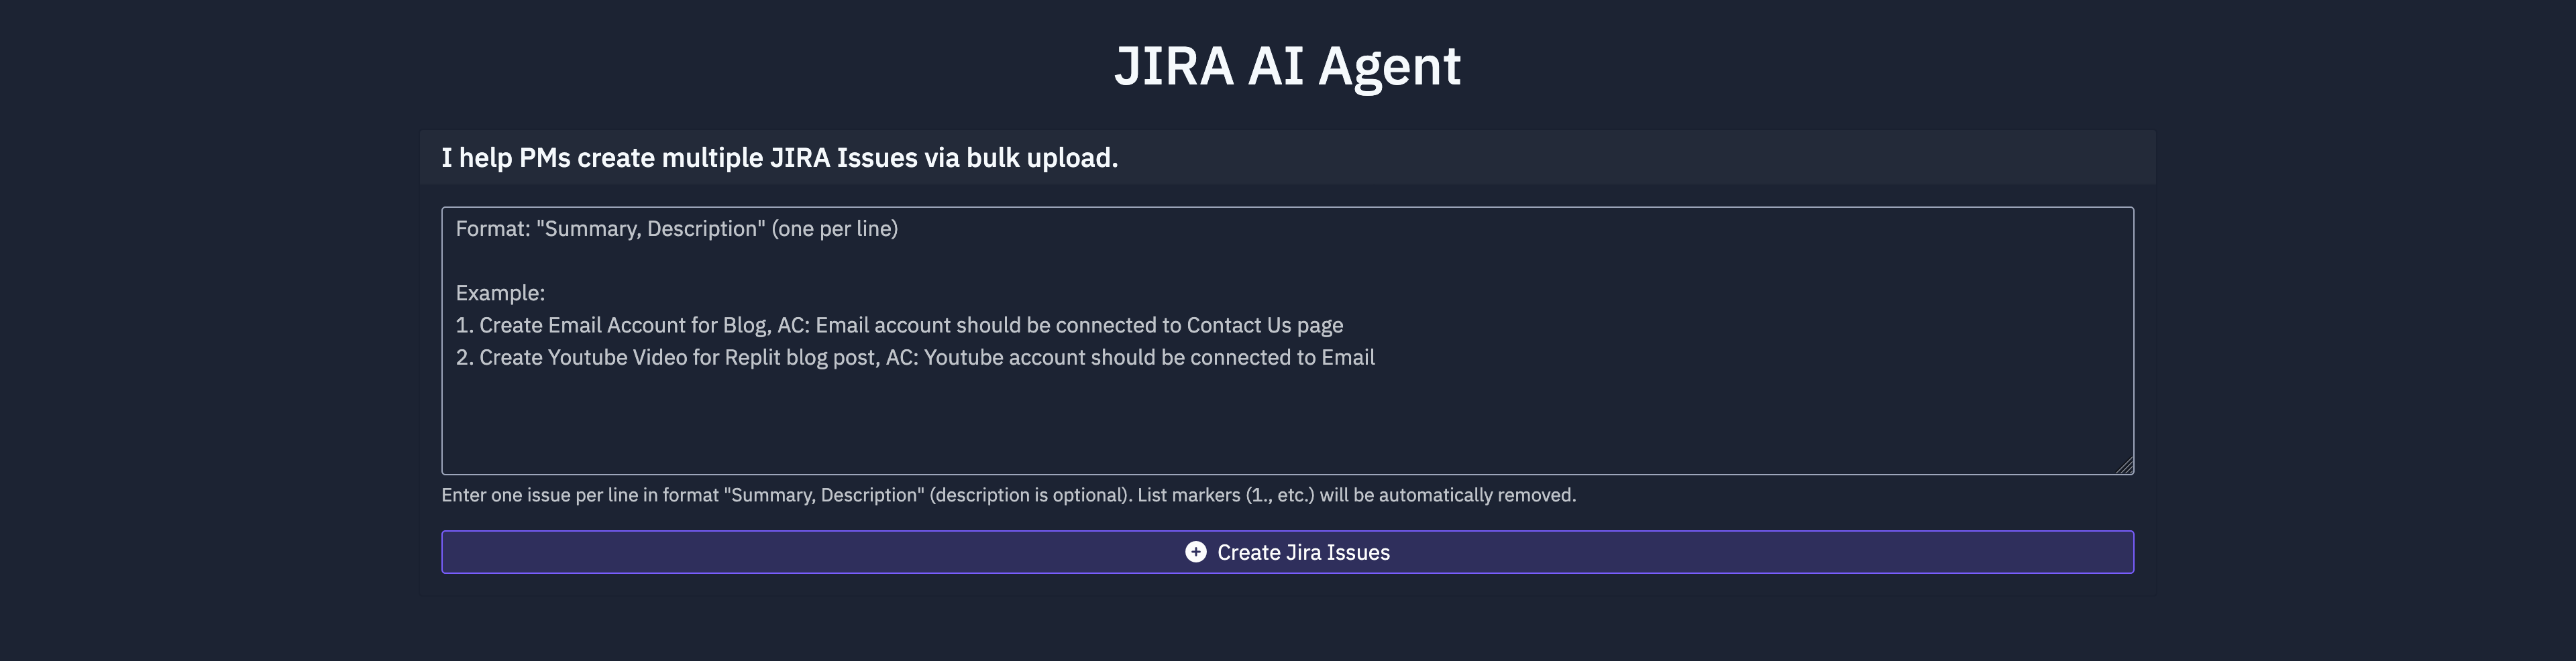 JIRA AI Agent
I help PMs create multiple JIRA Issues via bulk upload.
Format: "Summary, Description" (one per line)
Example:
1. Create Email Account for Blog, AC: Email account should be connected to Contact Us page
2. Create Youtube Video for Replit blog post, AC: Youtube account should be connected to Email
Enter one issue per line in format "Summary, Description" (description is optional). List markers (1., etc.) will be automatically removed.
Create Jira Issues